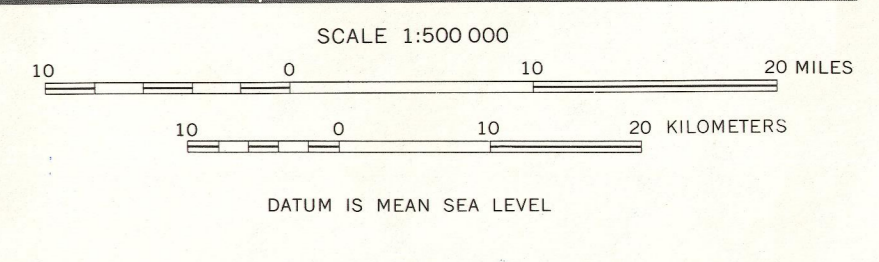 SCALE 1:500 000
10 0 10 20 MILES
10 0 10 20 KILOMETERS
DATUM IS MEAN SEA LEVEL